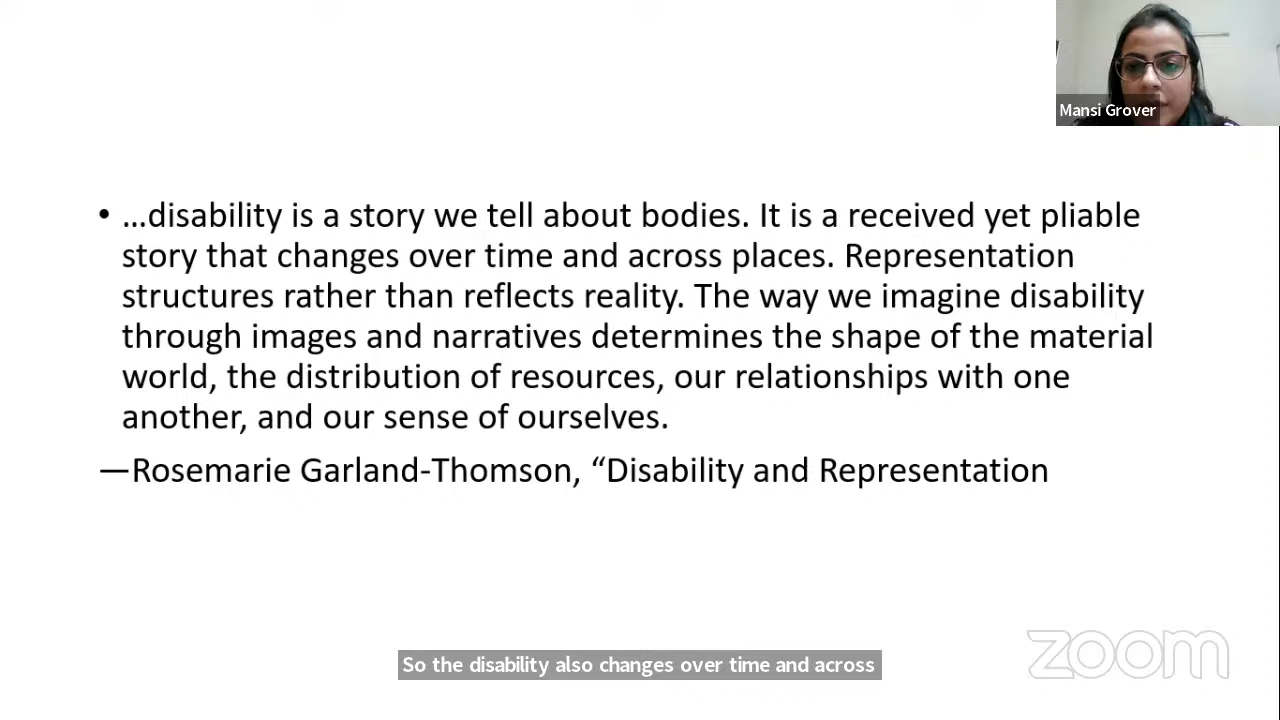 Mansi Grover
• …disability is a story we tell about bodies. It is a received yet pliable
story that changes over time and across places. Representation
structures rather than reflects reality. The way we imagine disability
through images and narratives determines the shape of the material
world, the distribution of resources, our relationships with one
another, and our sense of ourselves.
—Rosemarie Garland-Thomson, “Disability and Representation
zoom
So the disability also changes over time and across